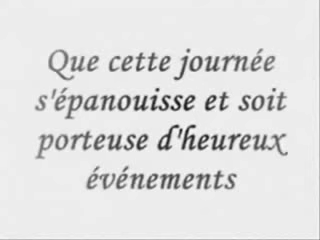 Que cette journée
s'épanouisse et soit
porteuse d'heureux
événements